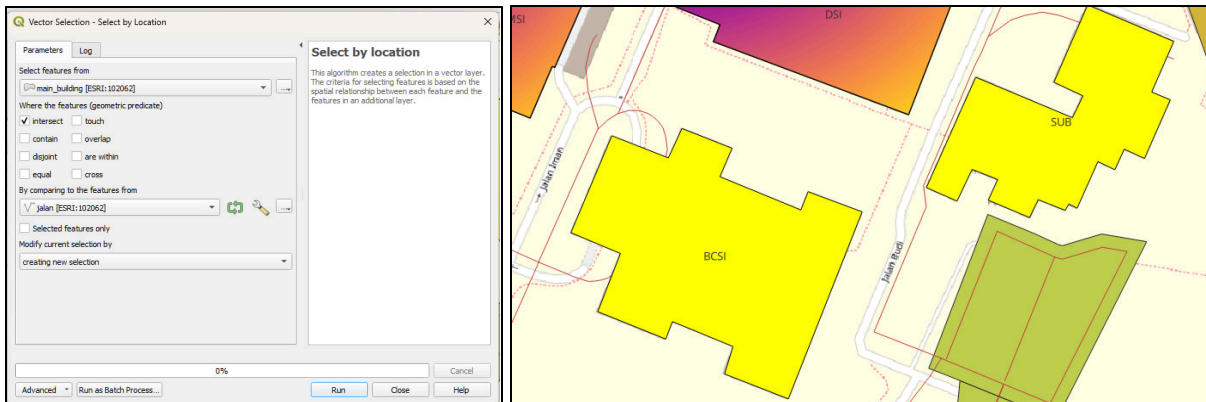 Vector Selection - Select by Location
Parameters Log
Select features from
main_building [ESRI:102062]
Where the features (geometric predicate)
intersect touch
contain overlap
disjoint are within
equal cross
By comparing to the features from
jalan [ESRI:102062]
Selected features only
Modify current selection by
creating new selection
Select by location
This algorithm creates a selection in a vector layer.
The criteria for selecting features is based on the
spatial relationship between each feature and the
features in an additional layer.
0%
Cancel
Advanced Run as Batch Process...
Run Close Help
MSI
DSI
SUB
Jalan Iman
BCSI
Jalan Budi